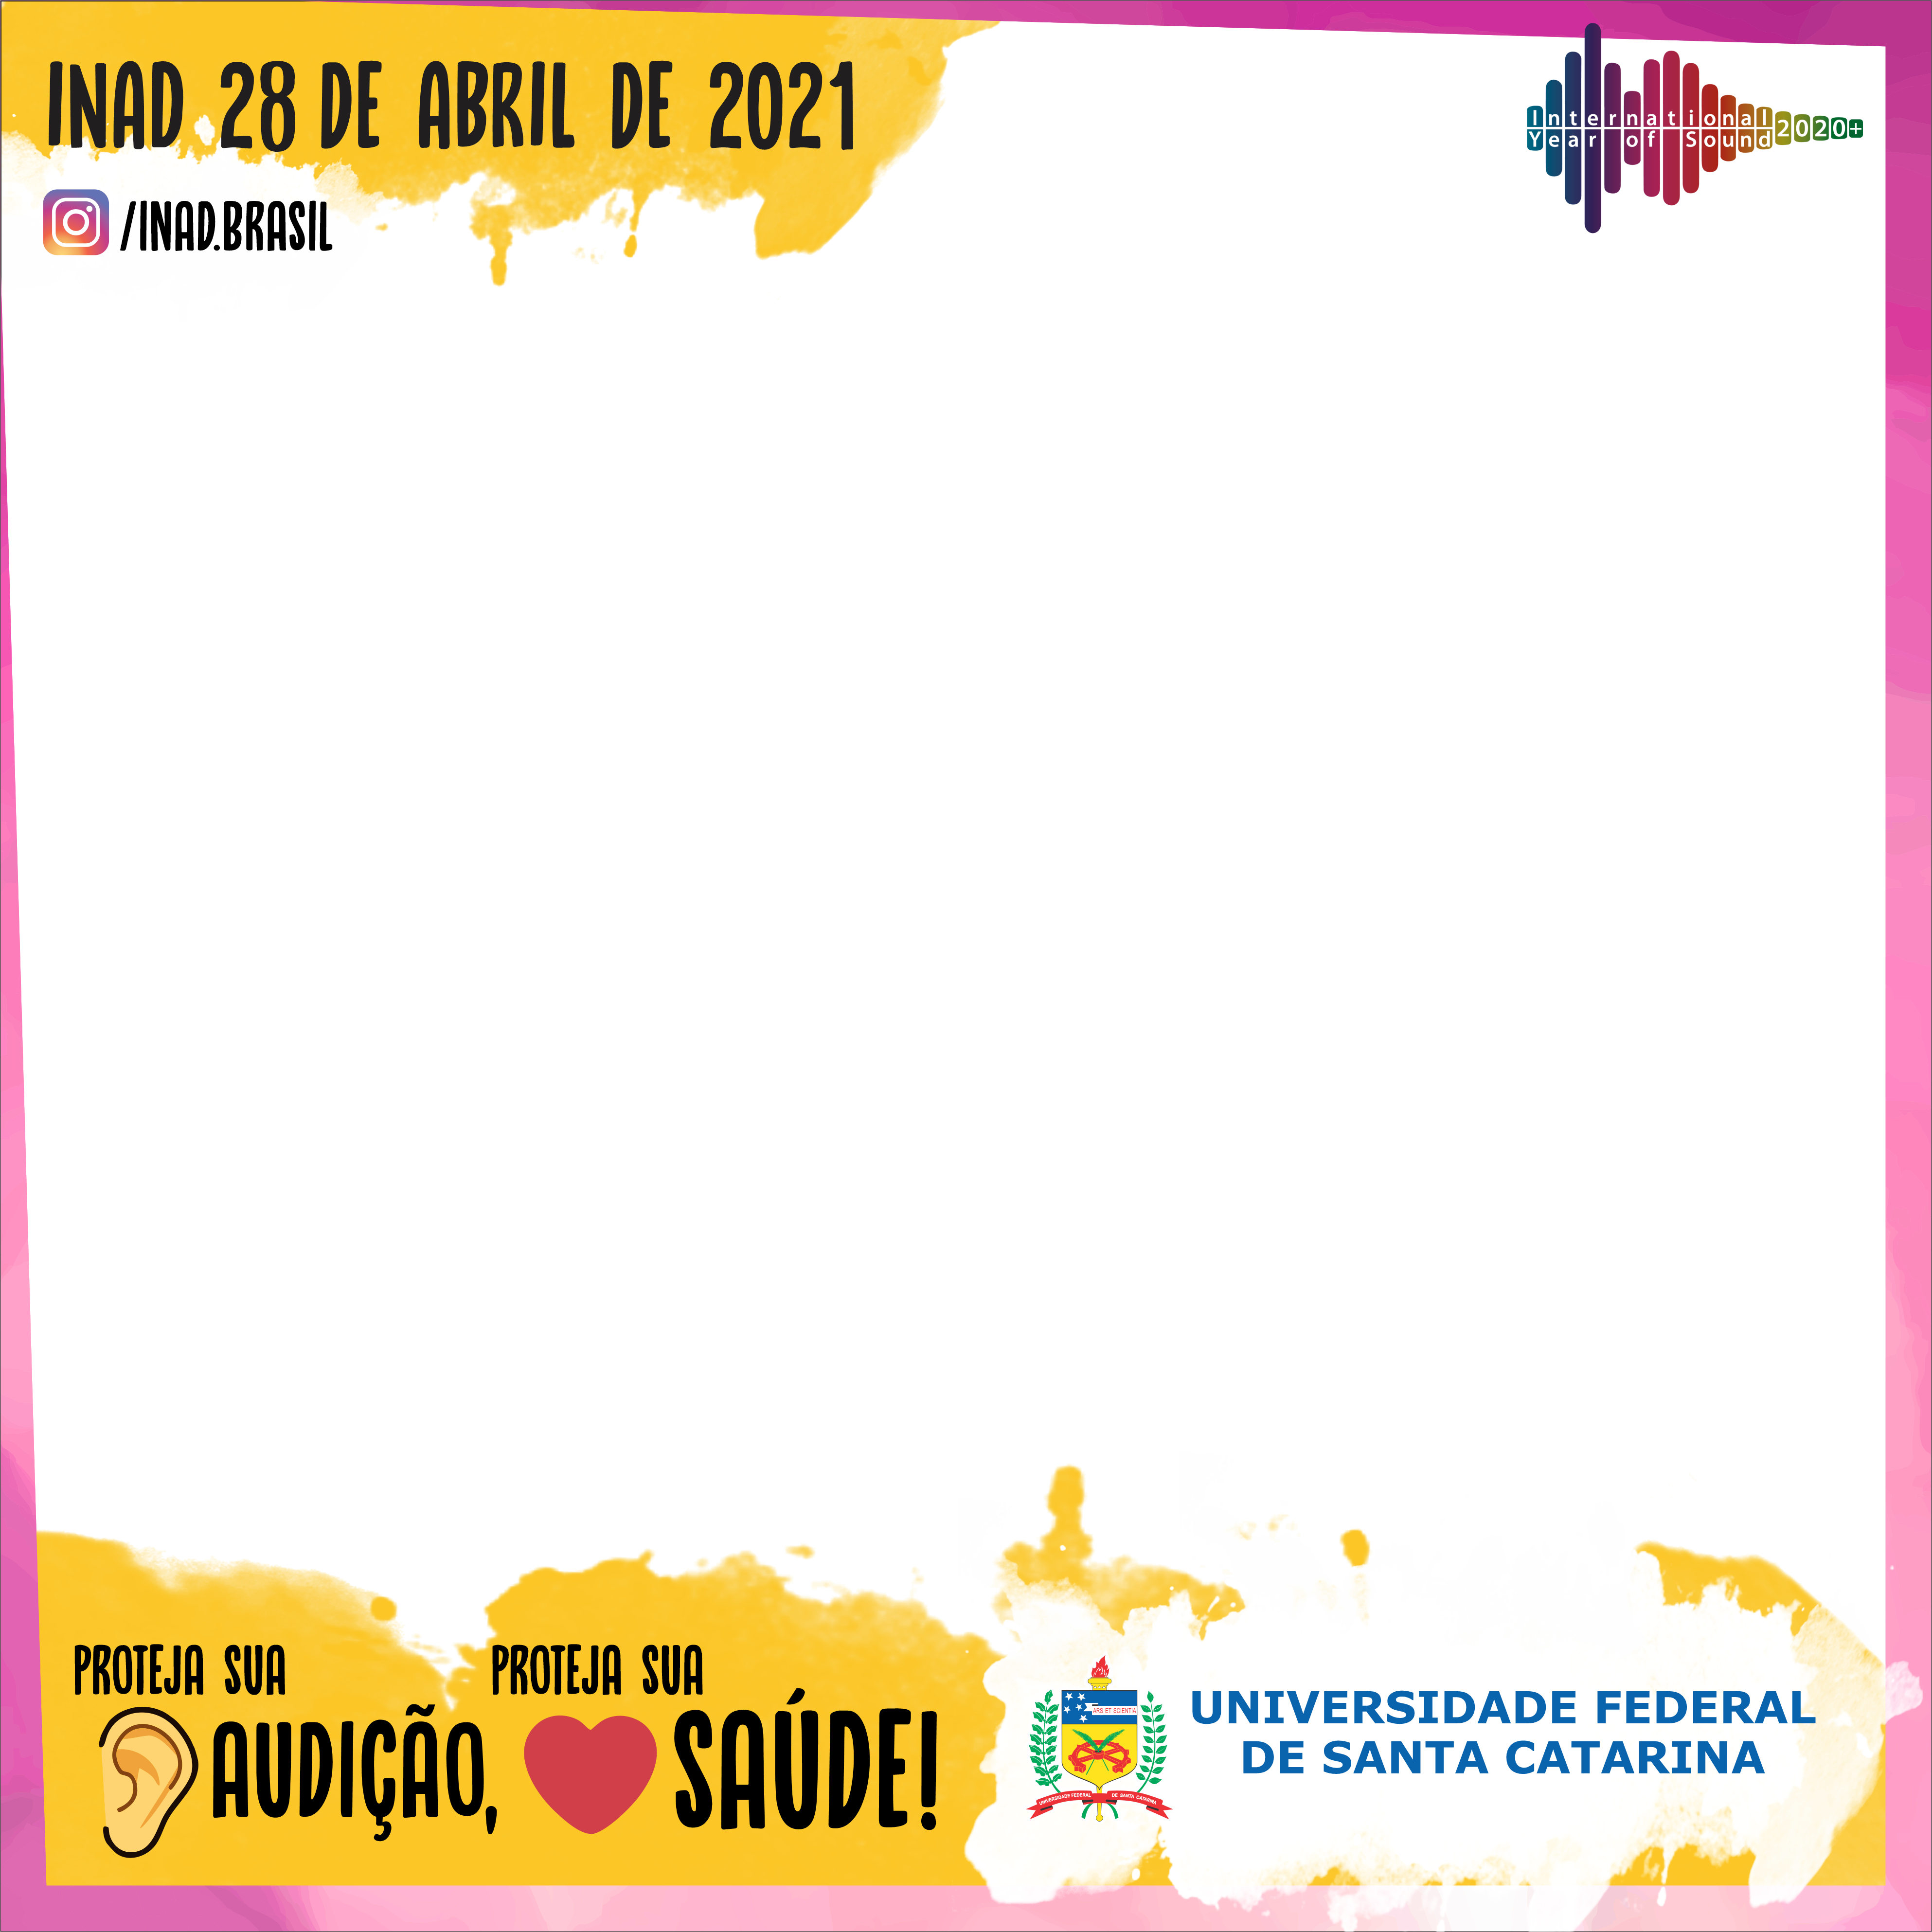 INAD 28 DE ABRIL DE 2021
/INAD.BRASIL
International
Year of Sound 2020+
PROTEJA SUA
AUDIÇÃO,
PROTEJA SUA
SAÚDE!
ARS ET SCIENTIA
UNIVERSIDADE FEDERAL DE SANTA CATARINA
UNIVERSIDADE FEDERAL
DE SANTA CATARINA